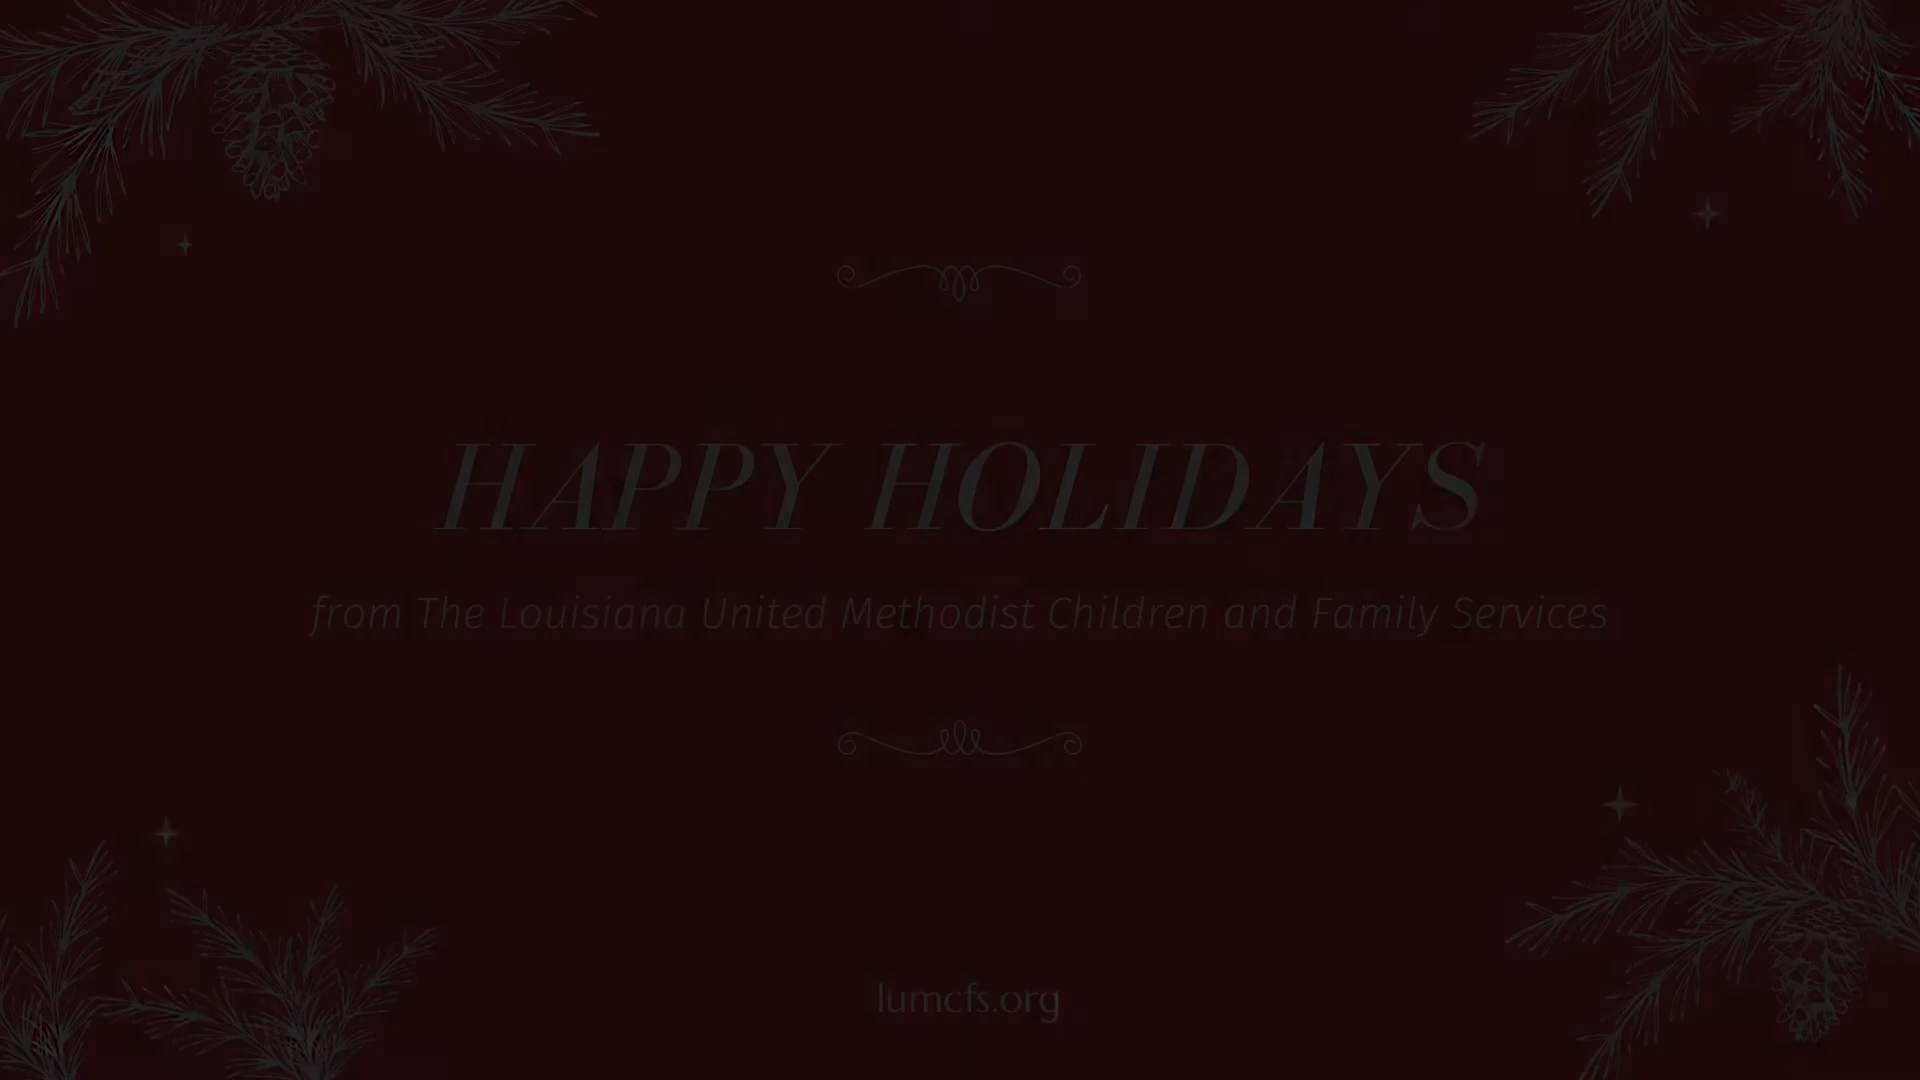 HAPPY HOLIDAYS
from The Louisiana United Methodist Children and Family Services
lumcfs.org